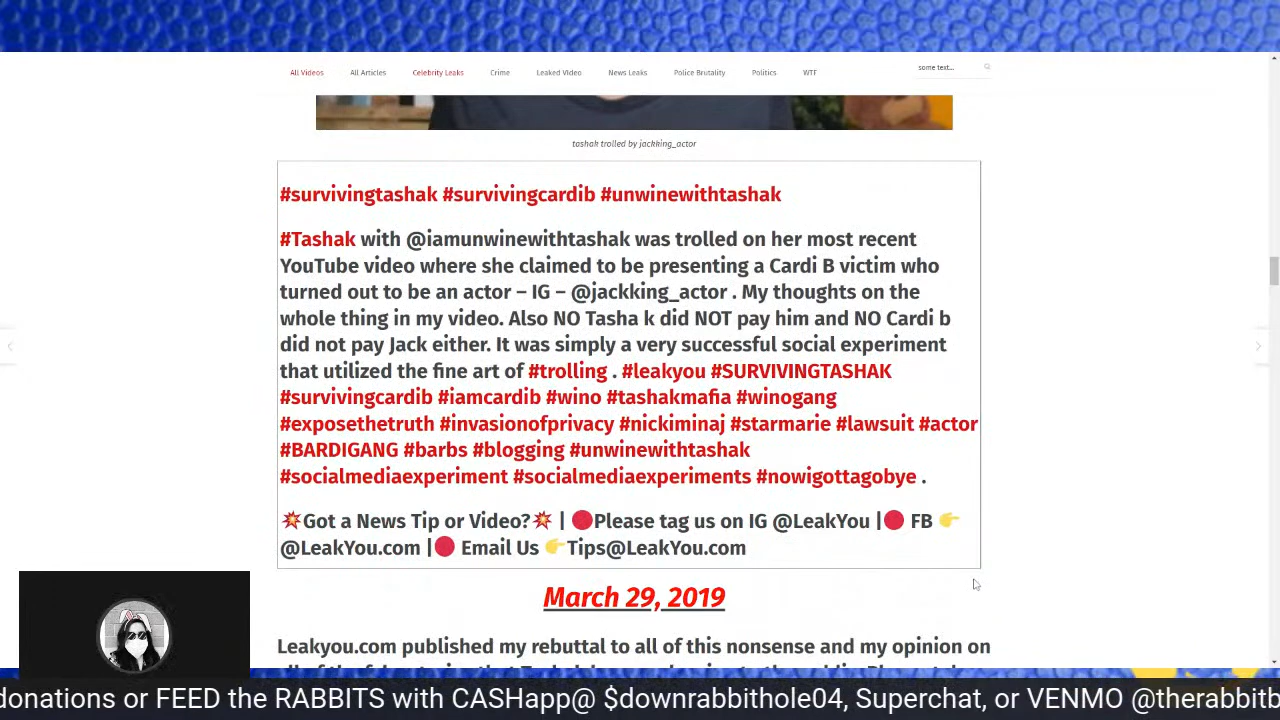 All Videos All Articles Celebrity Leaks Crime Leaked Video News Leaks Police Brutality Politics WTF some text...
tashak trolled by jackking_actor
#survivingtashak #survivingcardib #unwinewithtashak
#Tashak with @iamunwinewithtashak was trolled on her most recent
YouTube video where she claimed to be presenting a Cardi B victim who
turned out to be an actor – IG – @jackking_actor . My thoughts on the
whole thing in my video. Also NO Tasha k did NOT pay him and NO Cardi b
did not pay Jack either. It was simply a very successful social experiment
that utilized the fine art of #trolling . #leakyou #SURVIVINGTASHAK
#survivingcardib #iamcardib #wino #tashakmafia #winogang
#exposethetruth #invasionofprivacy #nickiminaj #starmarie #lawsuit #actor
#BARDIGANG #barbs #blogging #unwinewithtashak
#socialmediaexperiment #socialmediaexperiments #nowigottagobye .
💥Got a News Tip or Video?💥 | 🔴Please tag us on IG @LeakYou |🔴 FB 👉
@LeakYou.com |🔴 Email Us 👉Tips@LeakYou.com
March 29, 2019
Leakyou.com published my rebuttal to all of this nonsense and my opinion on
donations or FEED the RABBITS with CASHapp@ $downrabbithole04, Superchat, or VENMO @therabbitb